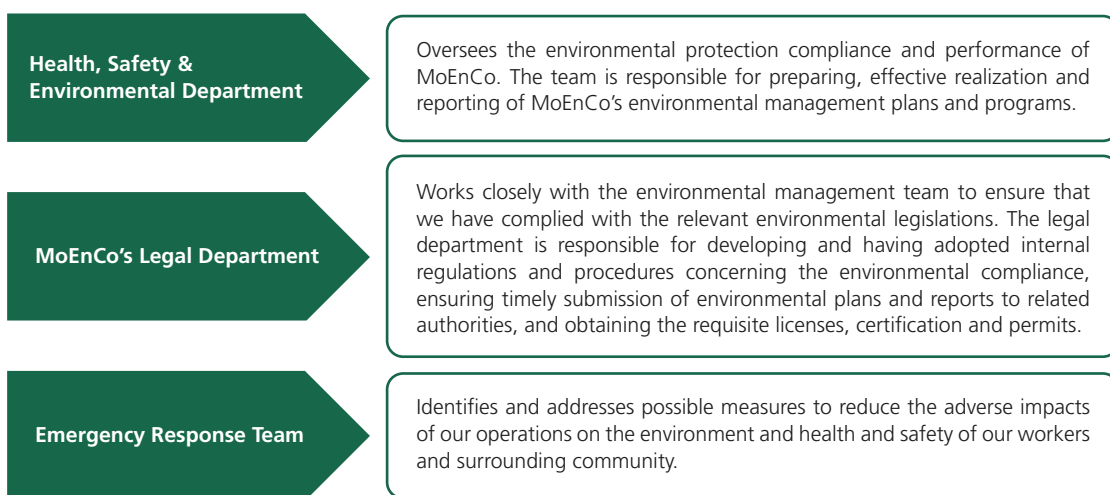 Health, Safety &
Environmental Department
Oversees the environmental protection compliance and performance of
MoEnCo. The team is responsible for preparing, effective realization and
reporting of MoEnCo's environmental management plans and programs.
MoEnCo's Legal Department
Works closely with the environmental management team to ensure that
we have complied with the relevant environmental legislations. The legal
department is responsible for developing and having adopted internal
regulations and procedures concerning the environmental compliance,
ensuring timely submission of environmental plans and reports to related
authorities, and obtaining the requisite licenses, certification and permits.
Emergency Response Team
Identifies and addresses possible measures to reduce the adverse impacts
of our operations on the environment and health and safety of our workers
and surrounding community.